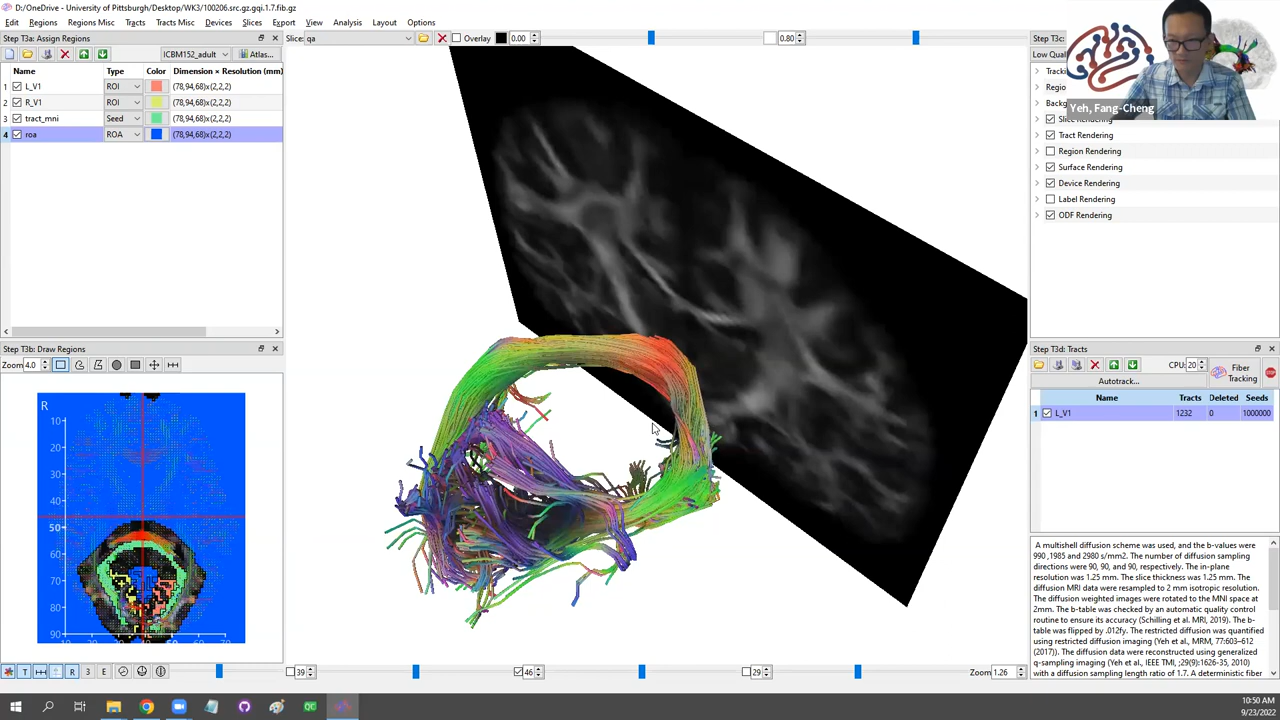 D:/OneDrive - University of Pittsburgh/Desktop/WK3/100206.src.gz.gqi.1.7.fib.gz
Edit Regions Regions Misc Tracts Tracts Misc Devices Slices Export View Analysis Layout Options
Step T3a: Assign Regions
ICBM152_adult Atlas...
Name Type Color Dimension × Resolution (mm)
1 L_V1 ROI (78,94,68)x(2,2,2)
2 R_V1 ROI (78,94,68)x(2,2,2)
3 tract_mni Seed (78,94,68)x(2,2,2)
4 roa ROA (78,94,68)x(2,2,2)
Step T3b: Draw Regions
Zoom 4.0
R
10
20
30
40
50
60
70
80
90
R 3 E
Slice: qa Overlay 0.00 0.80
39 46 29 Zoom 1.26
Step T3c:
Yeh, Fang-Cheng
Tract Rendering
Region Rendering
Surface Rendering
Device Rendering
Label Rendering
ODF Rendering
Step T3d: Tracts
CPU: 20 Fiber Tracking
Autotrack...
Name Tracts Deleted Seeds
1 L_V1 1232 0 1000000
A multishell diffusion scheme was used, and the b-values were
990 ,1985 and 2980 s/mm2. The number of diffusion sampling
directions were 90, 90, and 90, respectively. The in-plane
resolution was 1.25 mm. The slice thickness was 1.25 mm. The
diffusion MRI data were resampled to 2 mm isotropic resolution.
The diffusion weighted images were rotated to the MNI space at
2mm. The b-table was checked by an automatic quality control
routine to ensure its accuracy (Schilling et al. MRI, 2019). The b-
table was flipped by .012fy. The restricted diffusion was quantified
using restricted diffusion imaging (Yeh et al., MRM, 77:603–612
(2017)). The diffusion data were reconstructed using generalized
q-sampling imaging (Yeh et al., IEEE TMI, ;29(9):1626-35, 2010)
with a diffusion sampling length ratio of 1.7. A deterministic fiber
10:50 AM
9/23/2022